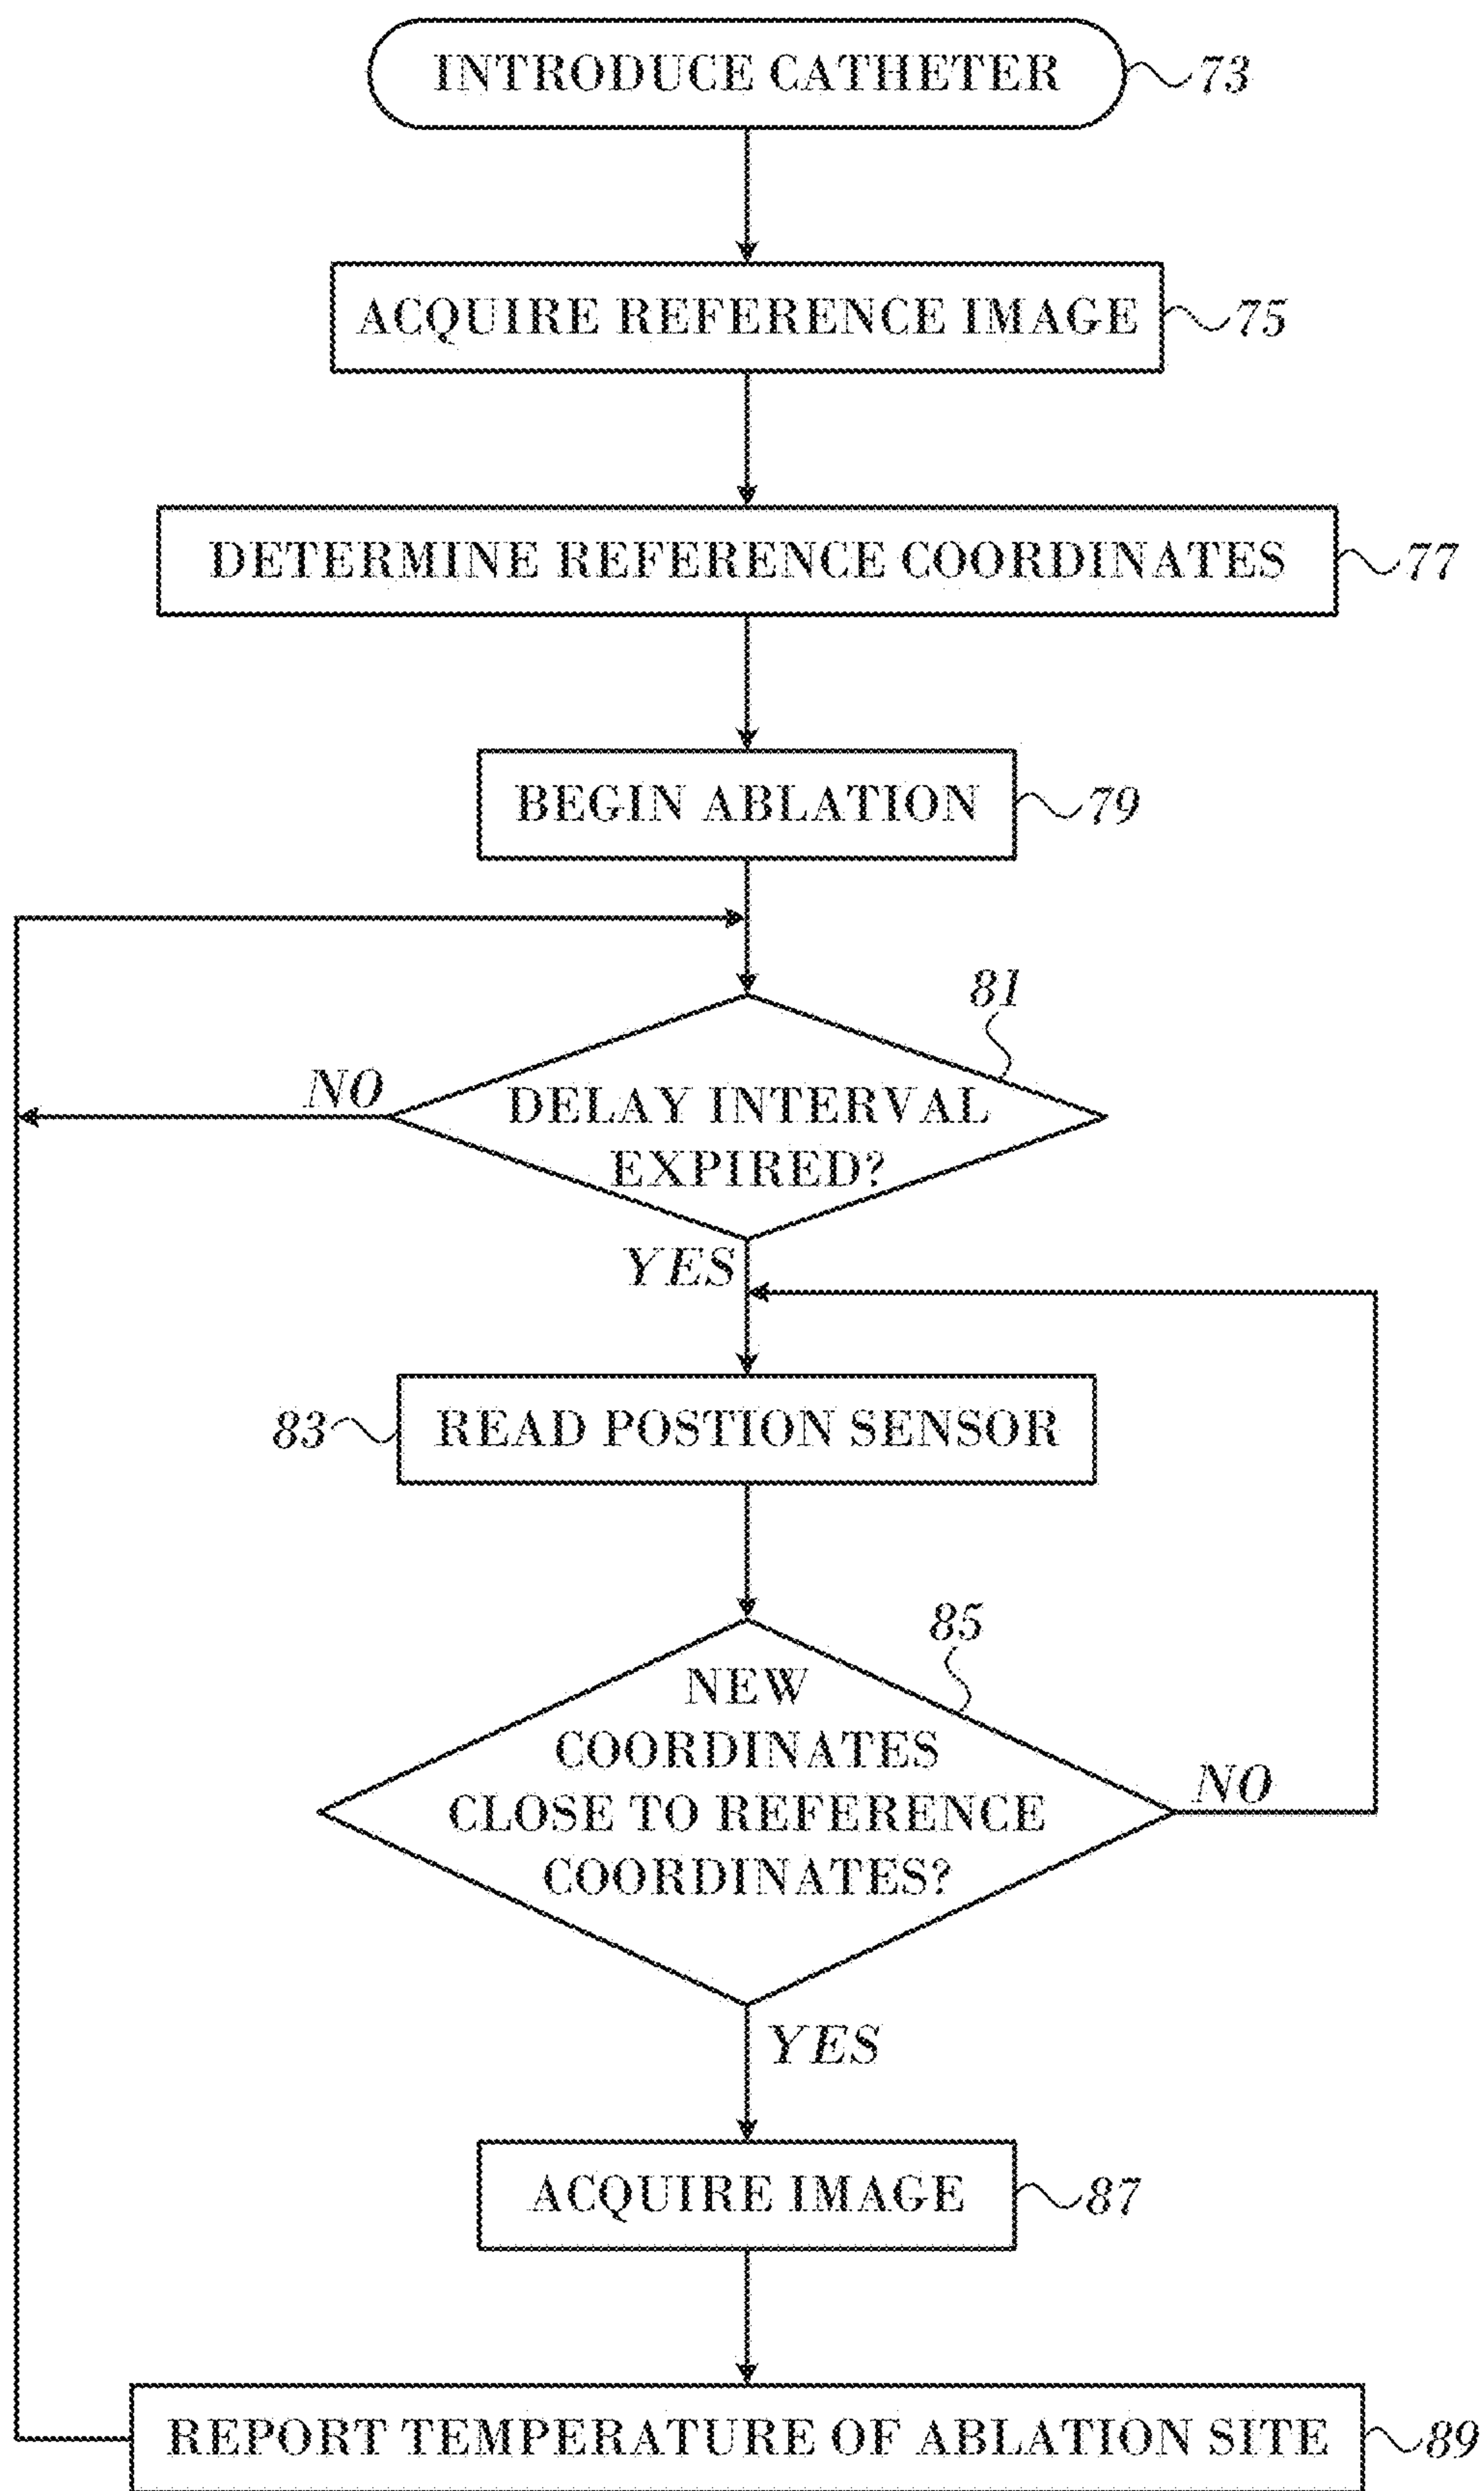 INTRODUCE CATHETER 73
ACQUIRE REFERENCE IMAGE 75
DETERMINE REFERENCE COORDINATES 77
BEGIN ABLATION 79
81
NO
DELAY INTERVAL
EXPIRED?
YES
83 READ POSTION SENSOR
85
NEW
COORDINATES
CLOSE TO REFERENCE
COORDINATES?
NO
YES
ACQUIRE IMAGE 87
REPORT TEMPERATURE OF ABLATION SITE 89